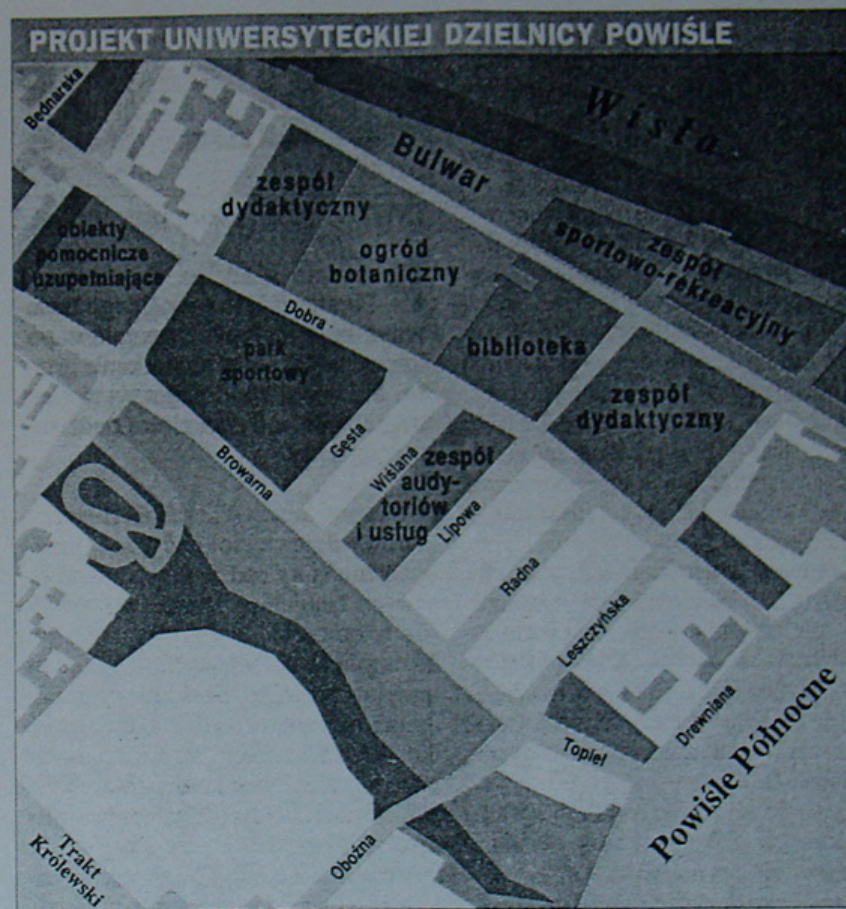 PROJEKT UNIWERSYTECKIEJ DZIELNICY POWIŚLE
Bednarska
Wisła
Bulwar
zespół
dydaktyczny
ogród
botaniczny
zespół
sportowo-rekreacyjny
obiekty
pomocnicze
i uzupełniające
Dobra
park
sportowy
biblioteka
zespół
dydaktyczny
Browarna
Gęsta
Wiślana
zespół
audy-
toriów
i usług
Lipowa
Radna
Leszczyńska
Drewniana
Topiel
Oboźna
Trakt
Królewski
Powiśle Północne